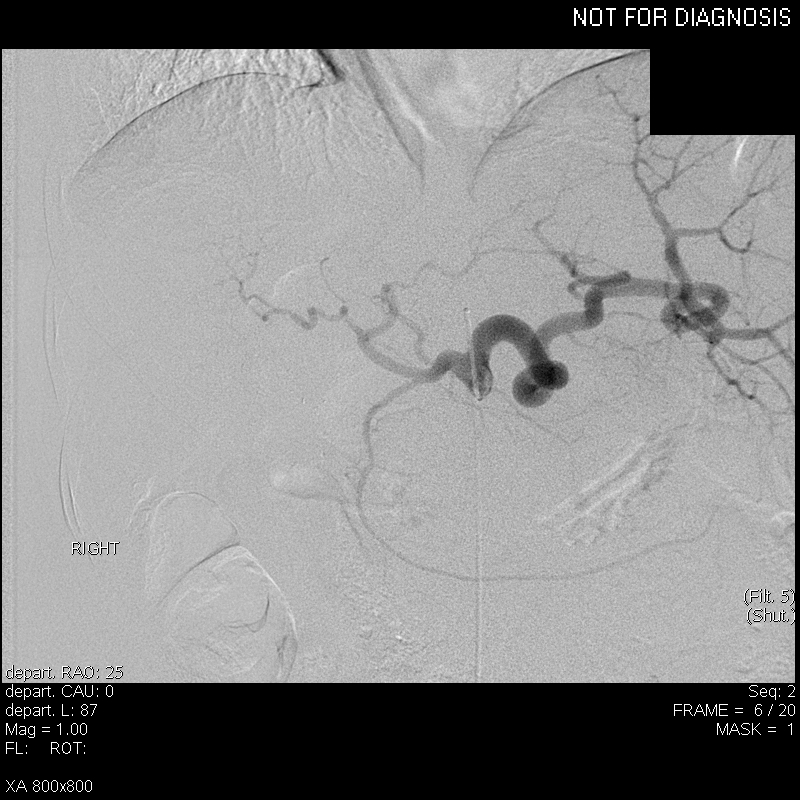 NOT FOR DIAGNOSIS
RIGHT
(Filt. 5)
(Shut.)
depart. RAO: 25
depart. CAU: 0
depart. L: 87
Mag = 1.00
FL: ROT:
XA 800x800
Seq: 2
FRAME = 6 / 20
MASK = 1